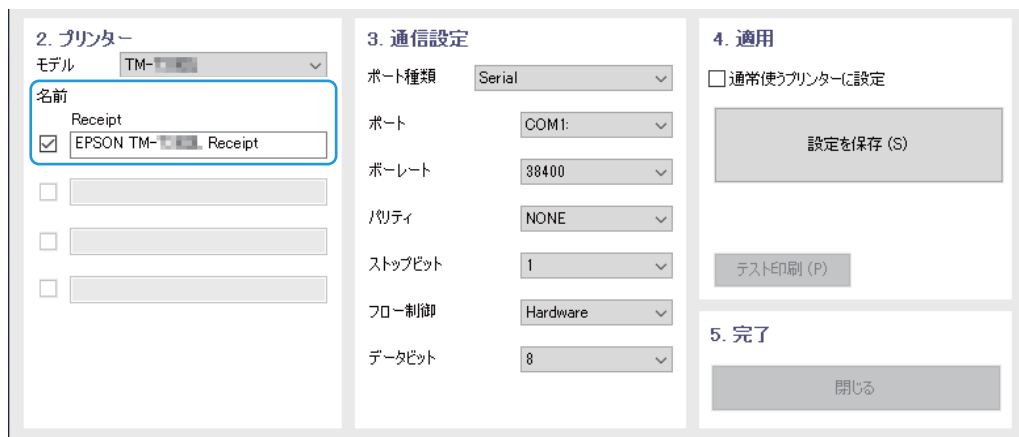 2. プリンター
モデル TM-
名前
Receipt
EPSON TM- Receipt
3. 通信設定
ポート種類 Serial
ポート COM1:
ボーレート 38400
パリティ NONE
ストップビット 1
フロー制御 Hardware
データビット 8
4. 適用
通常使うプリンターに設定
設定を保存 (S)
テスト印刷 (P)
5. 完了
閉じる